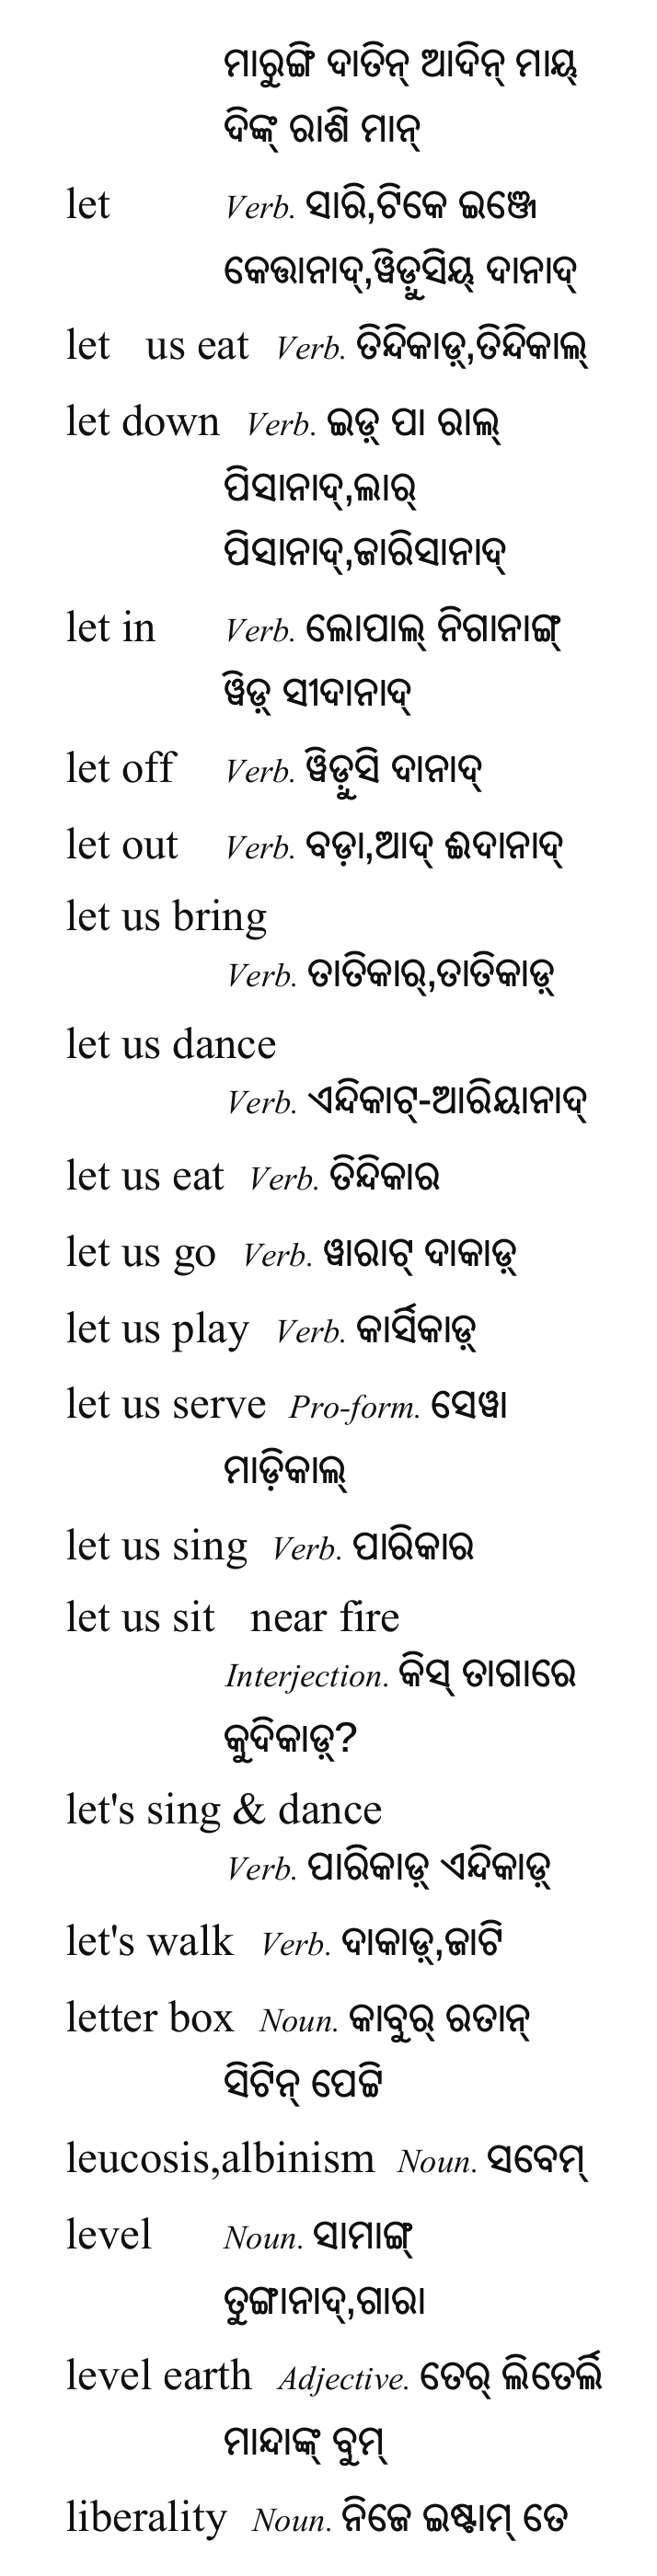 ମାରୁଙ୍ଗି ଦାତିନ୍ ଆଦିନ୍ ମାୟ୍
ଦିଙ୍କ୍ ରାଶି ମାନ୍
let Verb. ସାରି,ଟିକେ ଇଞ୍ଜେ
କେତ୍ତାନାଦ୍,ୱିଡ଼ୁସିୟ୍ ଦାନାଦ୍
let us eat Verb. ତିନ୍ଦିକାଡ଼୍,ତିନ୍ଦିକାଲ୍
let down Verb. ଇଡ଼୍ ପା ରାଲ୍
ପିସାନାଦ୍,ଲାର୍
ପିସାନାଦ୍,ଜାରିସାନାଦ୍
let in Verb. ଲୋପାଲ୍ ନିଗାନାଙ୍ଗ୍
ୱିଡ଼୍ ସୀଦାନାଦ୍
let off Verb. ୱିଡ଼ୁସି ଦାନାଦ୍
let out Verb. ବଡ଼ା,ଆଦ୍ ଈଦାନାଦ୍
let us bring
Verb. ତାତିକାର୍,ତାତିକାଡ଼୍
let us dance
Verb. ଏନ୍ଦିକାଟ୍-ଆରିୟାନାଦ୍
let us eat Verb. ତିନ୍ଦିକାର
let us go Verb. ୱାରାଟ୍ ଦାକାଡ଼୍
let us play Verb. କାର୍ସିକାଡ଼୍
let us serve Pro-form. ସେୱା
ମାଡ଼ିକାଲ୍
let us sing Verb. ପାରିକାର
let us sit near fire
Interjection. କିସ୍ ତାଗାରେ
କୁଦିକାଡ଼୍?
let's sing & dance
Verb. ପାରିକାଡ଼୍ ଏନ୍ଦିକାଡ଼୍
let's walk Verb. ଦାକାଡ଼୍,ଜାଟି
letter box Noun. କାବୁର୍ ରତାନ୍
ସିଟିନ୍ ପେଟ୍ଟି
leucosis,albinism Noun. ସବେମ୍
level Noun. ସାମାଙ୍ଗ୍
ତୁଙ୍ଗାନାଦ୍,ଗାରା
level earth Adjective. ତେର୍ ଲିତେର୍ଲି
ମାନ୍ଦାଙ୍କ୍ ବୁମ୍
liberality Noun. ନିଜେ ଇଷ୍ଟାମ୍ ତେ